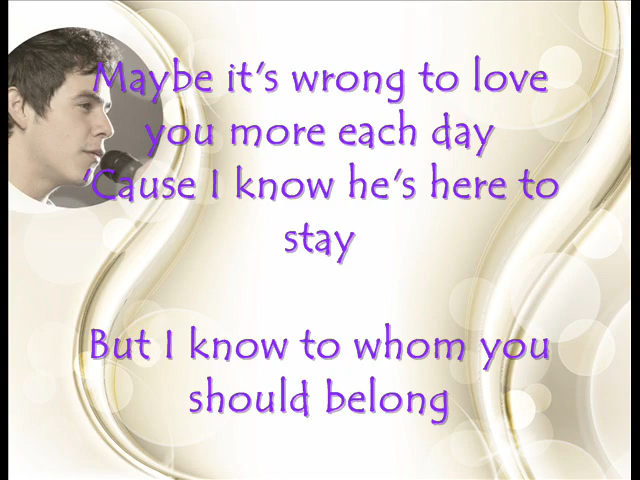 Maybe it's wrong to love
you more each day
'Cause I know he's here to
stay
But I know to whom you
should belong